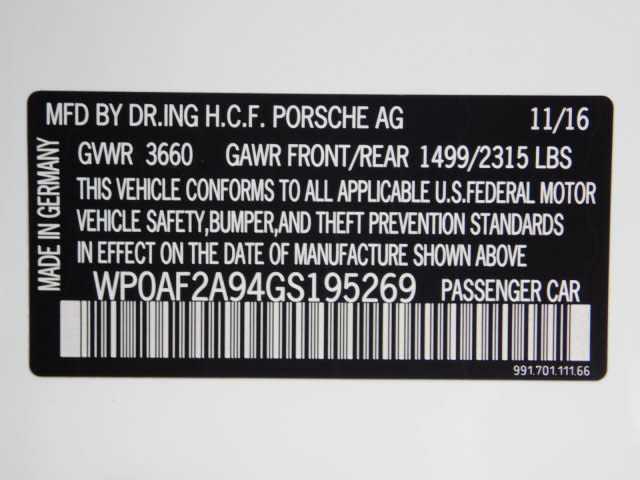 MFD BY DR.ING H.C.F. PORSCHE AG 11/16
GVWR 3660 GAWR FRONT/REAR 1499/2315 LBS
THIS VEHICLE CONFORMS TO ALL APPLICABLE U.S.FEDERAL MOTOR
VEHICLE SAFETY,BUMPER,AND THEFT PREVENTION STANDARDS
IN EFFECT ON THE DATE OF MANUFACTURE SHOWN ABOVE
WP0AF2A94GS195269 PASSENGER CAR
991.701.111.66
MADE IN GERMANY